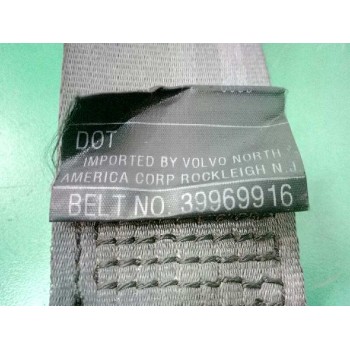 DOT
IMPORTED BY VOLVO NORTH
AMERICA CORP ROCKLEIGH N.J
BELT NO. 39969916